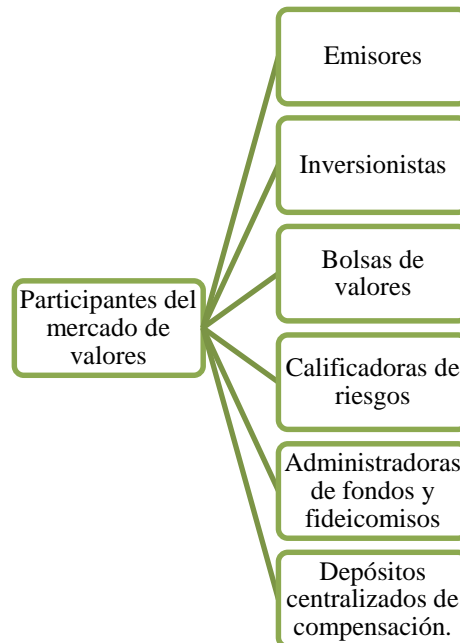 Emisores
Inversionistas
Bolsas de
valores
Participantes del
mercado de
valores
Calificadoras de
riesgos
Administradoras
de fondos y
fideicomisos
Depósitos
centralizados de
compensación.